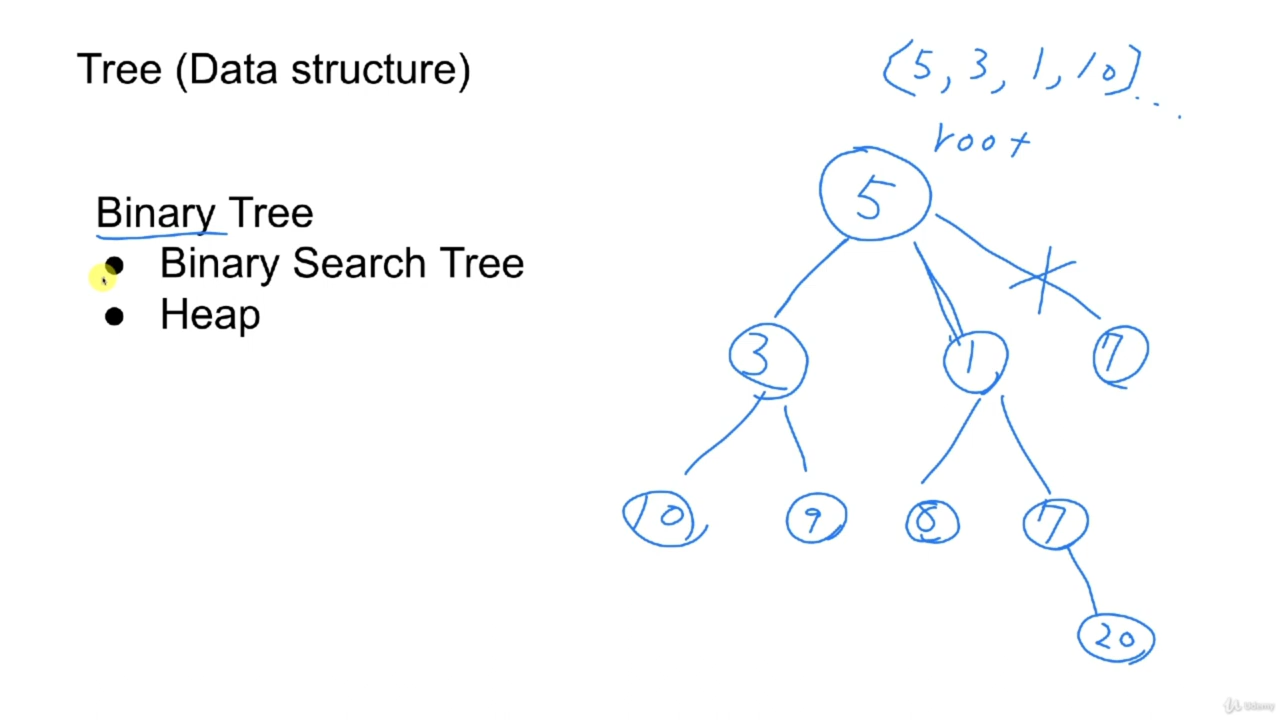 Tree (Data structure)
(5, 3, 1, 10)...
root
Binary Tree
● Binary Search Tree
● Heap
5
3 1 7
10 9 8 7
20
Udemy